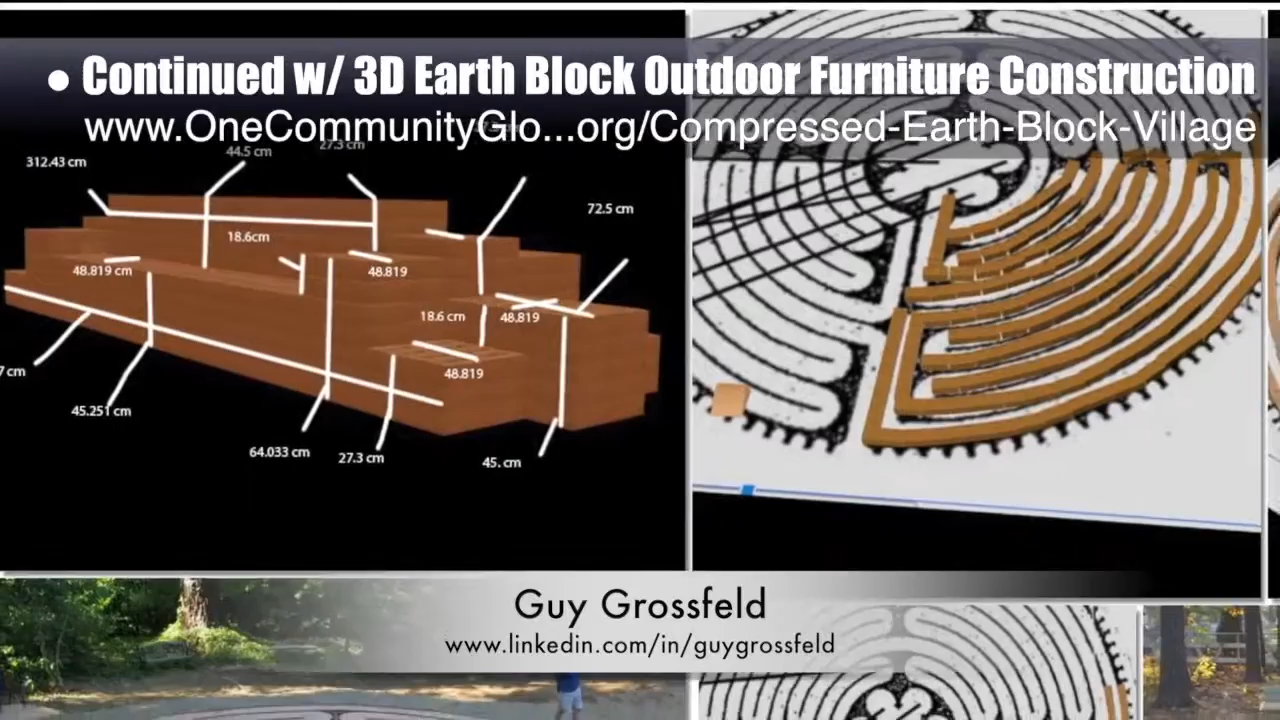 ● Continued w/ 3D Earth Block Outdoor Furniture Construction
www.OneCommunityGlo...org/Compressed-Earth-Block-Village
312.43 cm
44.5 cm
27.3 cm
72.5 cm
18.6cm
48.819 cm
48.819
18.6 cm
48.819
48.819
7 cm
45.251 cm
64.033 cm
27.3 cm
45. cm
Guy Grossfeld
www.linkedin.com/in/guygrossfeld